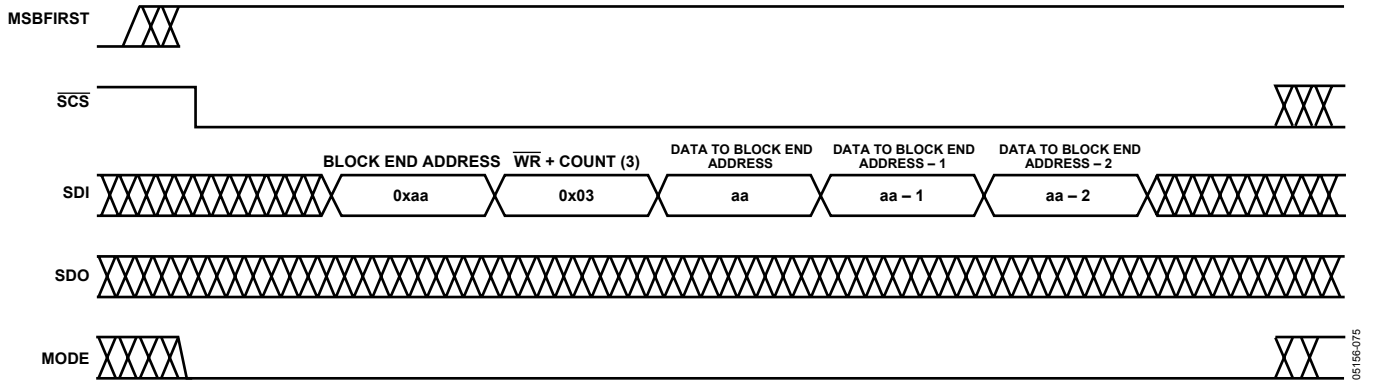 MSBFIRST
SCS
BLOCK END ADDRESS WR + COUNT (3) DATA TO BLOCK END ADDRESS DATA TO BLOCK END ADDRESS – 1 DATA TO BLOCK END ADDRESS – 2
SDI 0xaa 0x03 aa aa – 1 aa – 2
SDO
MODE
05156-075